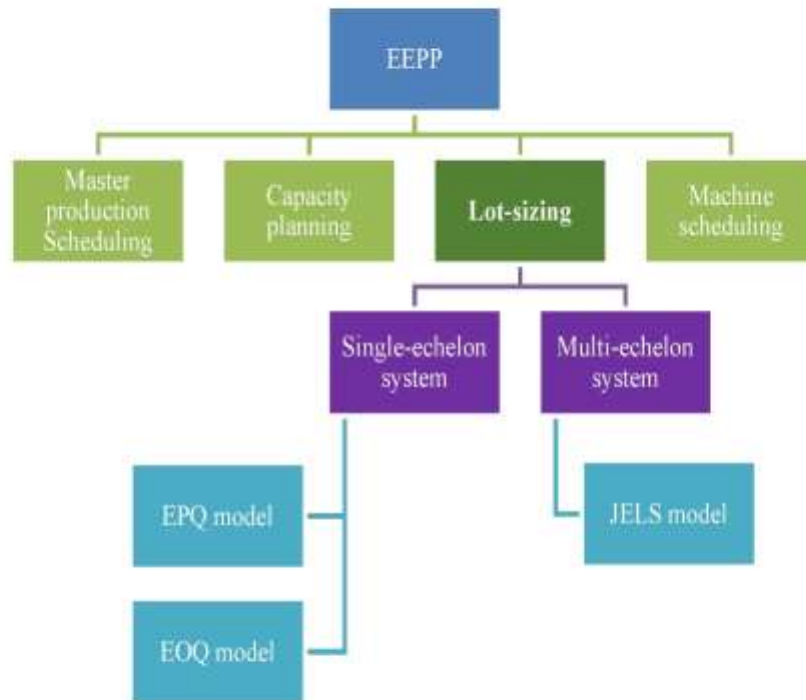 EEPP
Master
production
Scheduling
Capacity
planning
Lot-sizing
Machine
scheduling
Single-echelon
system
Multi-echelon
system
EPQ model
JELS model
EOQ model